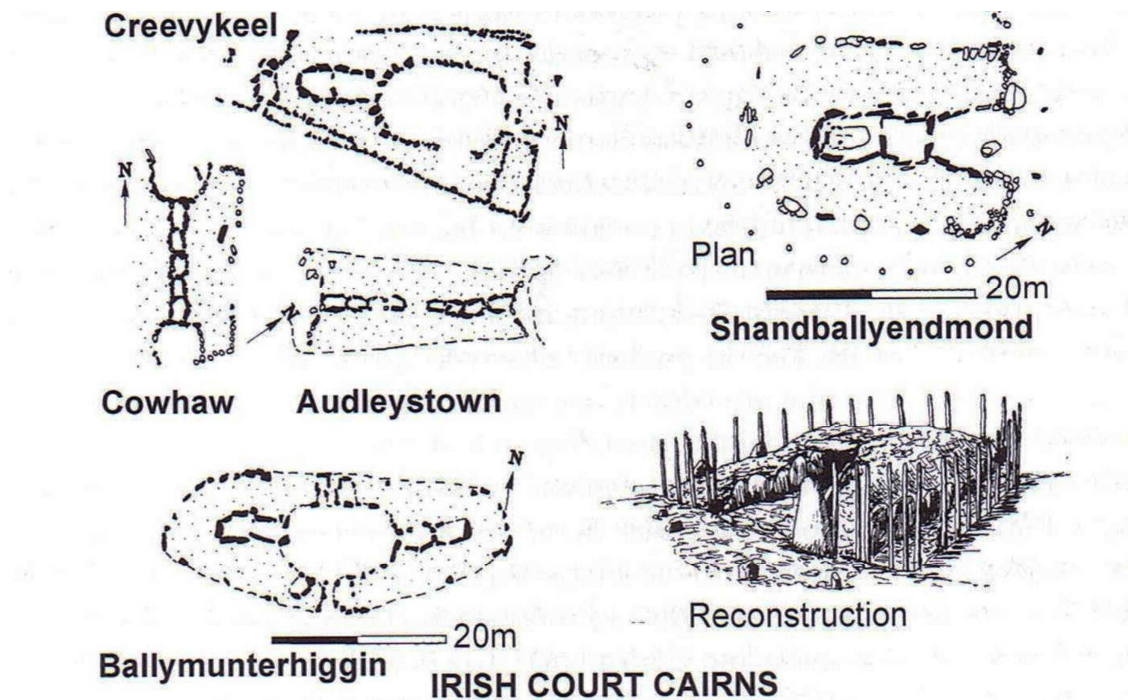 Creevykeel
N
N
N
Plan
20m
Shandballyendmond
Cowhaw
Audleystown
N
N
20m
Ballymunterhiggin
Reconstruction
IRISH COURT CAIRNS